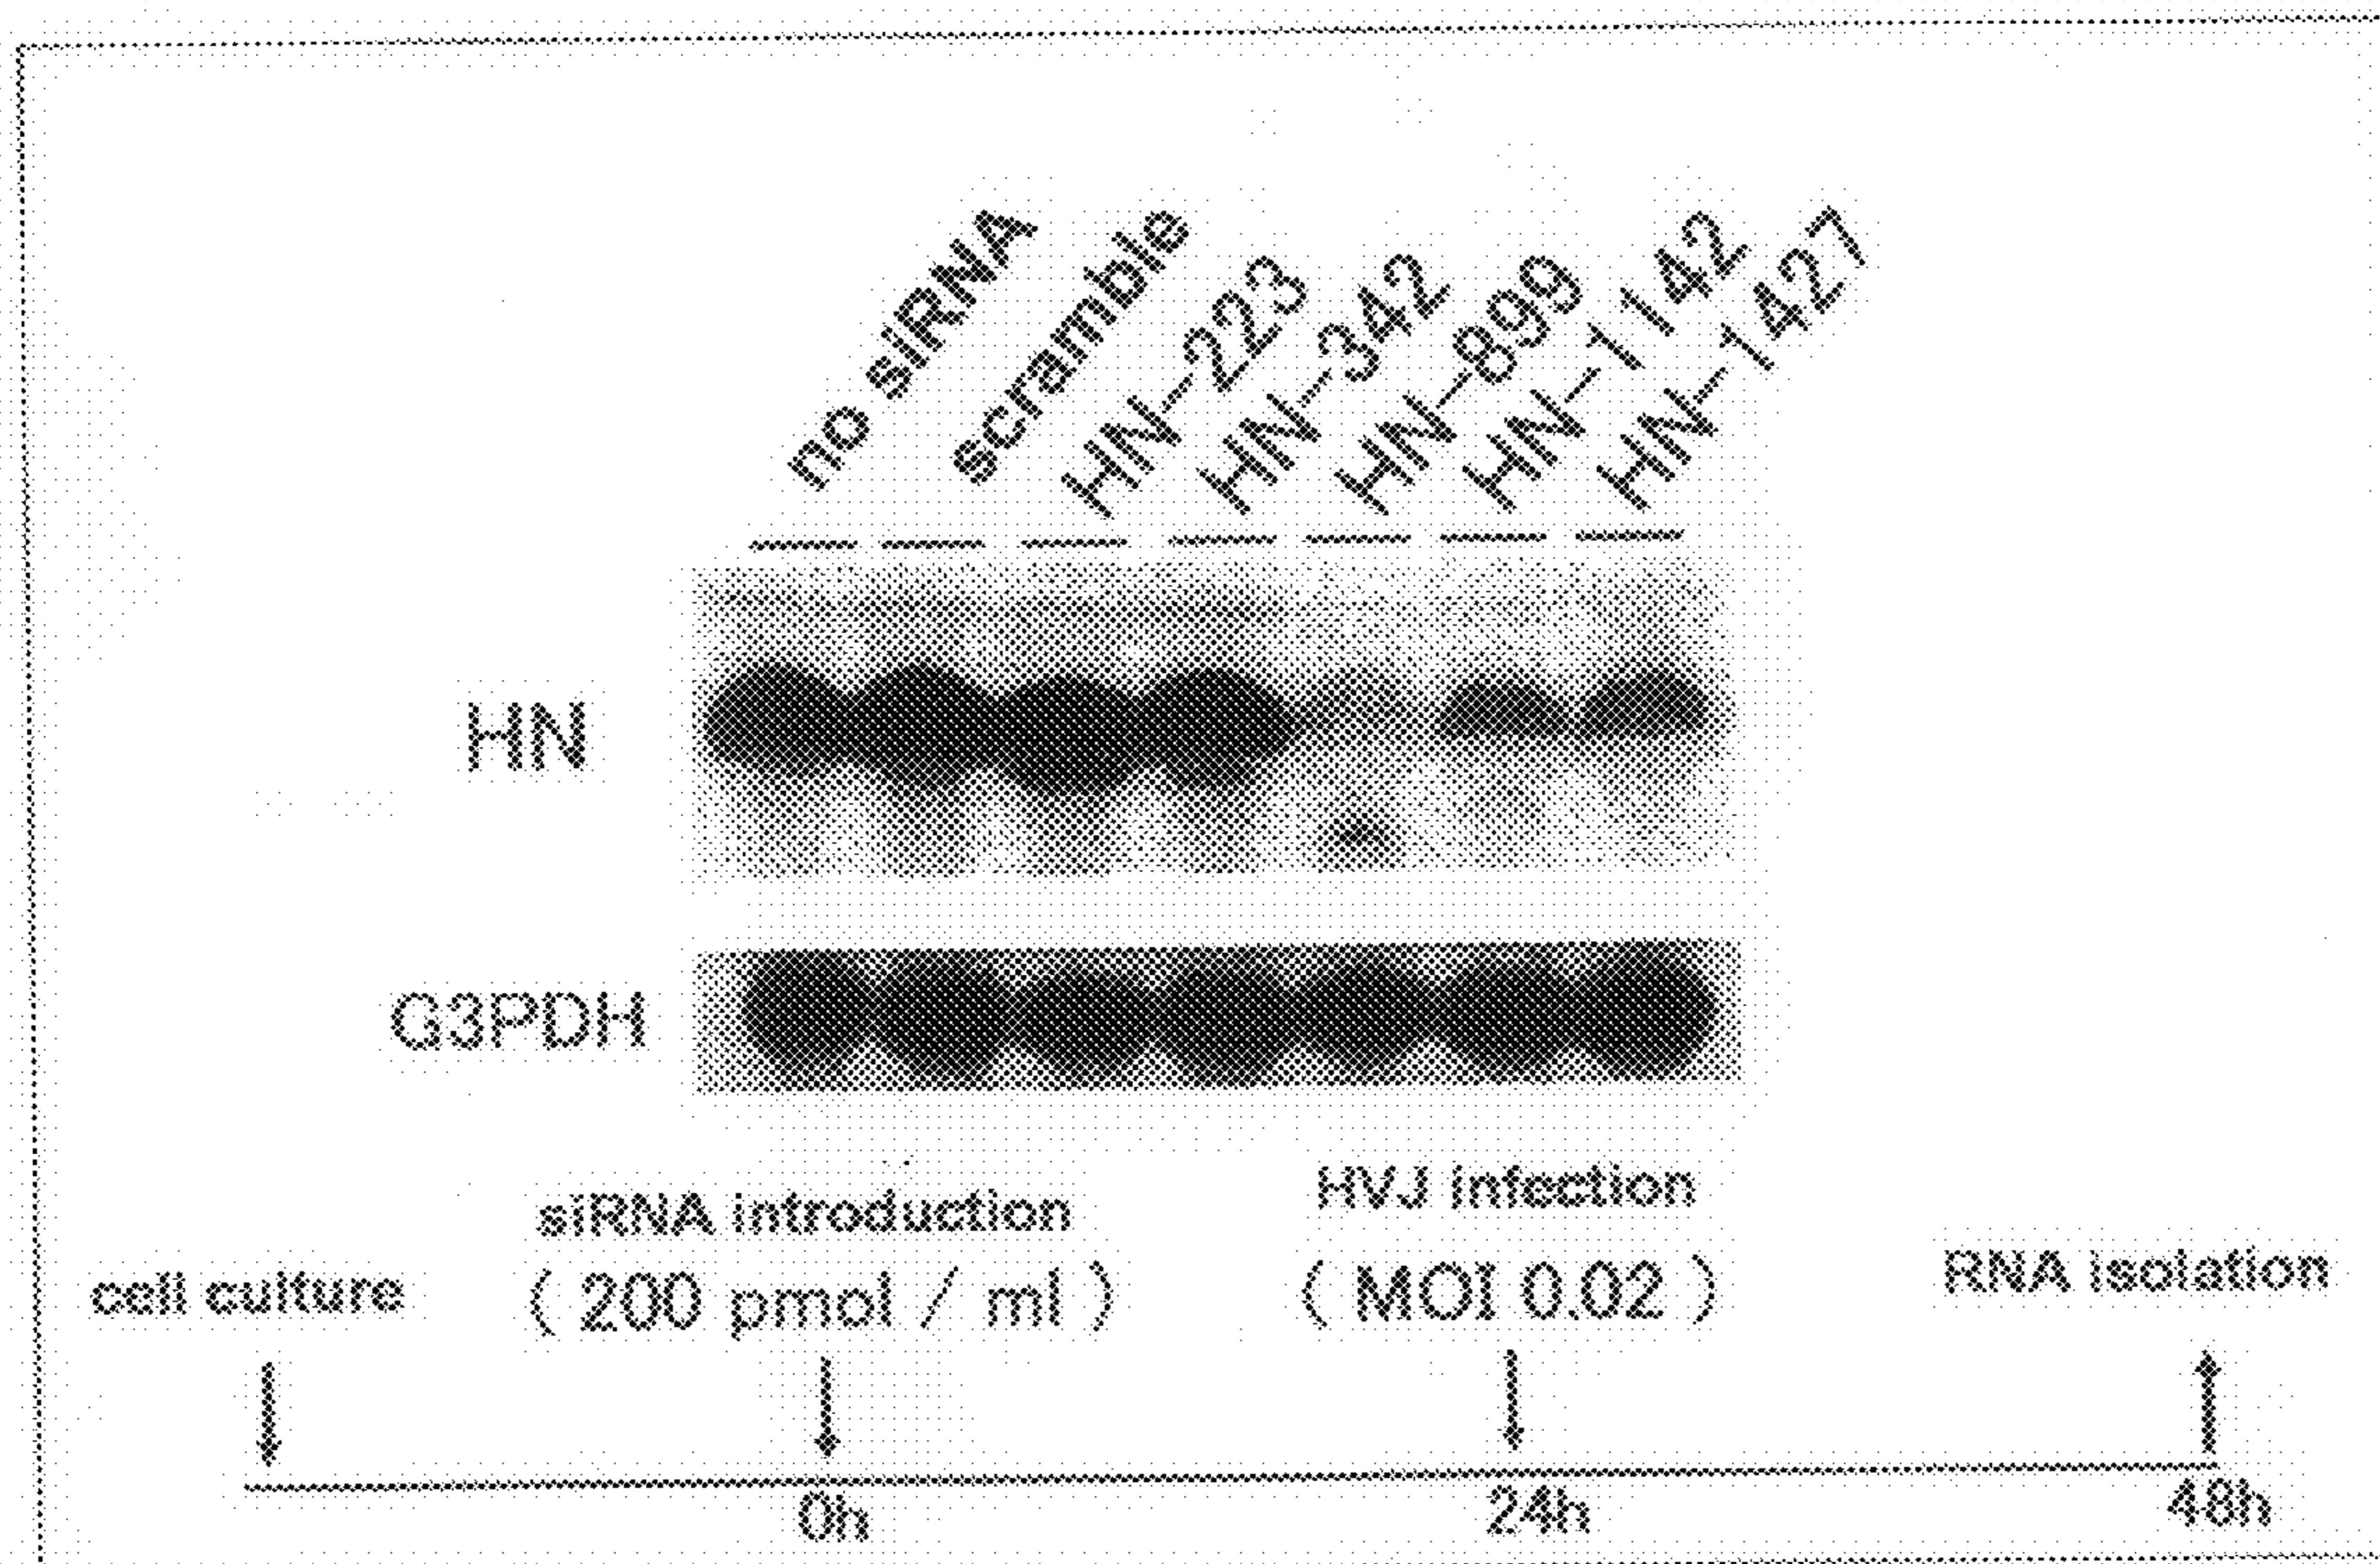 no siRNA
scramble
HN-223
HN-342
HN-899
HN-1142
HN-1427
HN
G3PDH
cell culture
siRNA introduction
( 200 pmol / ml )
HVJ infection
( MOI 0.02 )
RNA isolation
0h
24h
48h